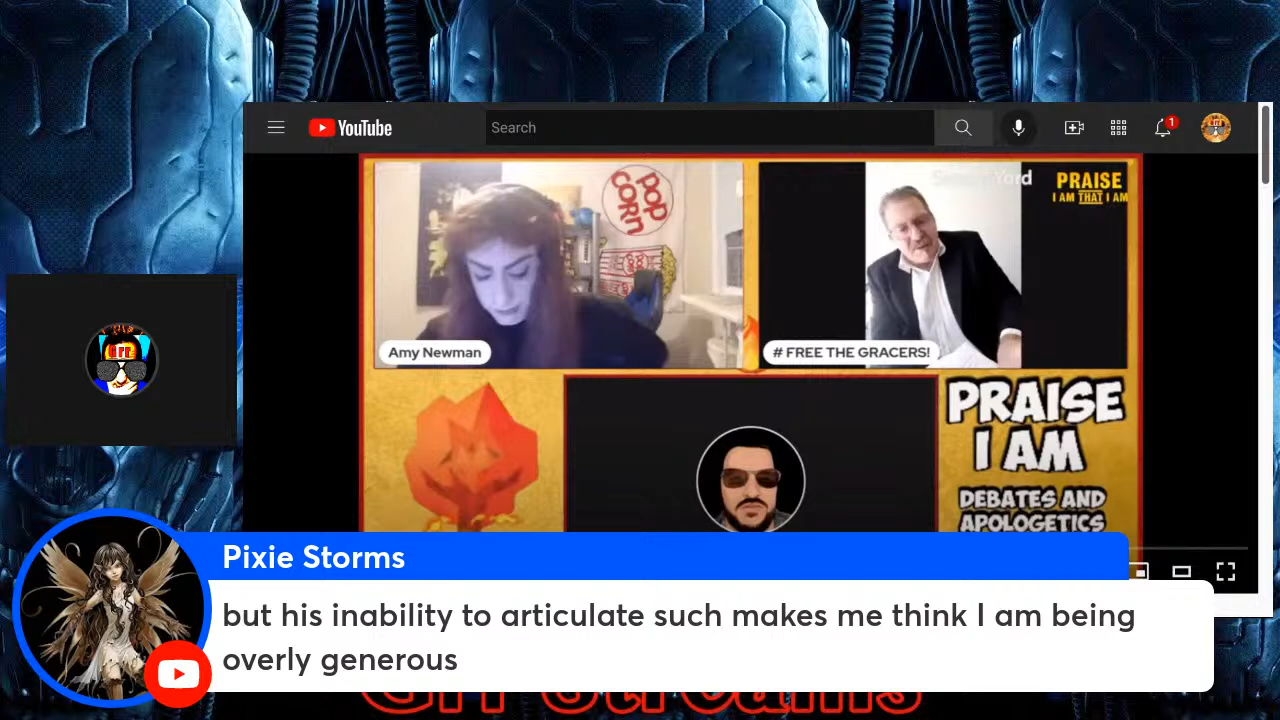 YouTube
Search
1
PRAISE
I AM THAT I AM
POP
CORN
Amy Newman
# FREE THE GRACERS!
PRAISE
I AM
DEBATES AND
APOLOGETICS
Pixie Storms
but his inability to articulate such makes me think I am being
overly generous